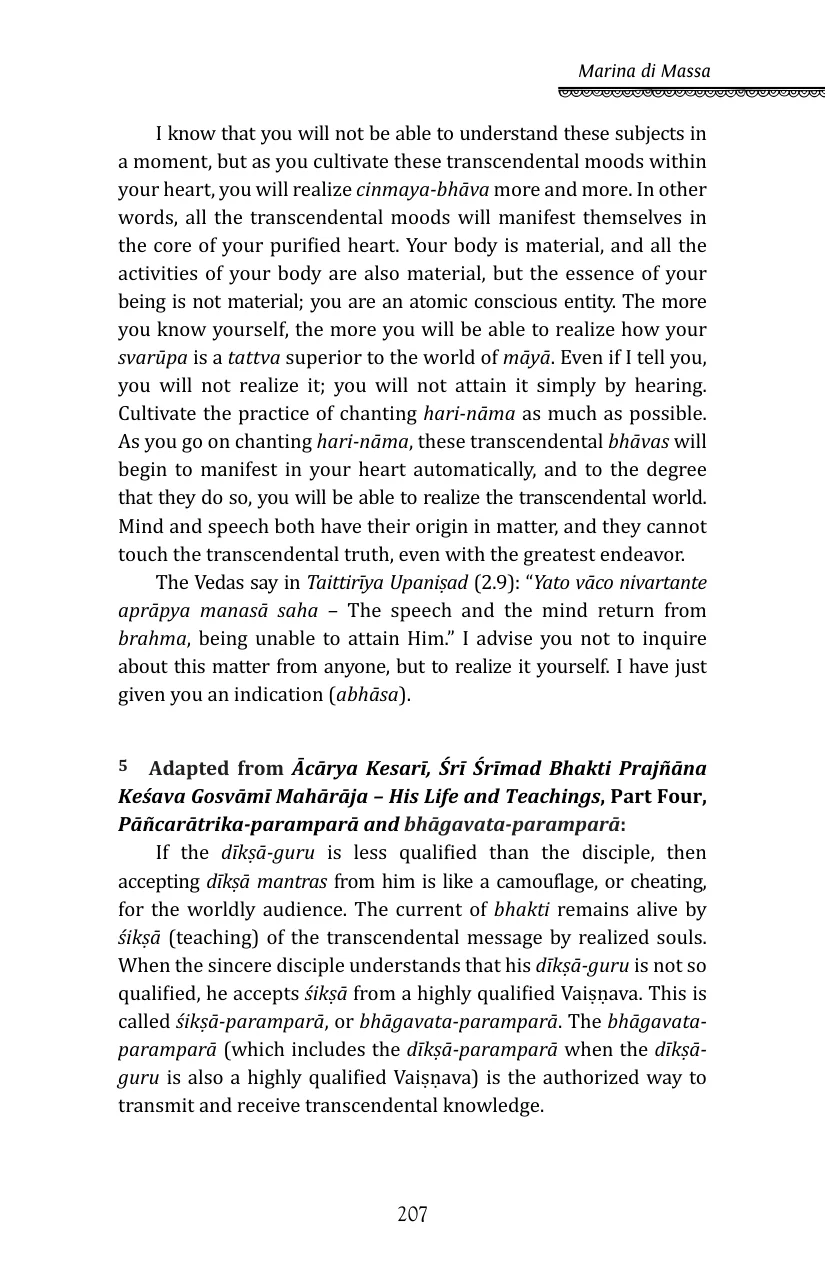 Marina di Massa
I know that you will not be able to understand these subjects in
a moment, but as you cultivate these transcendental moods within
your heart, you will realize cinmaya-bhāva more and more. In other
words, all the transcendental moods will manifest themselves in
the core of your purified heart. Your body is material, and all the
activities of your body are also material, but the essence of your
being is not material; you are an atomic conscious entity. The more
you know yourself, the more you will be able to realize how your
svarūpa is a tattva superior to the world of māyā. Even if I tell you,
you will not realize it; you will not attain it simply by hearing.
Cultivate the practice of chanting hari-nāma as much as possible.
As you go on chanting hari-nāma, these transcendental bhāvas will
begin to manifest in your heart automatically, and to the degree
that they do so, you will be able to realize the transcendental world.
Mind and speech both have their origin in matter, and they cannot
touch the transcendental truth, even with the greatest endeavor.
The Vedas say in Taittirīya Upaniṣad (2.9): “Yato vāco nivartante
aprāpya manasā saha – The speech and the mind return from
brahma, being unable to attain Him.” I advise you not to inquire
about this matter from anyone, but to realize it yourself. I have just
given you an indication (abhāsa).
5 Adapted from Ācārya Kesarī, Śrī Śrīmad Bhakti Prajñāna
Keśava Gosvāmī Mahārāja – His Life and Teachings, Part Four,
Pāñcarātrika-paramparā and bhāgavata-paramparā:
If the dīkṣā-guru is less qualified than the disciple, then
accepting dīkṣā mantras from him is like a camouflage, or cheating,
for the worldly audience. The current of bhakti remains alive by
śikṣā (teaching) of the transcendental message by realized souls.
When the sincere disciple understands that his dīkṣā-guru is not so
qualified, he accepts śikṣā from a highly qualified Vaiṣṇava. This is
called śikṣā-paramparā, or bhāgavata-paramparā. The bhāgavata-
paramparā (which includes the dīkṣā-paramparā when the dīkṣā-
guru is also a highly qualified Vaiṣṇava) is the authorized way to
transmit and receive transcendental knowledge.
207